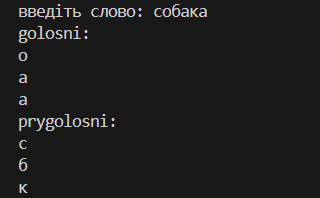 введіть слово: собака
golosni:
о
а
а
prygolosni:
с
б
к